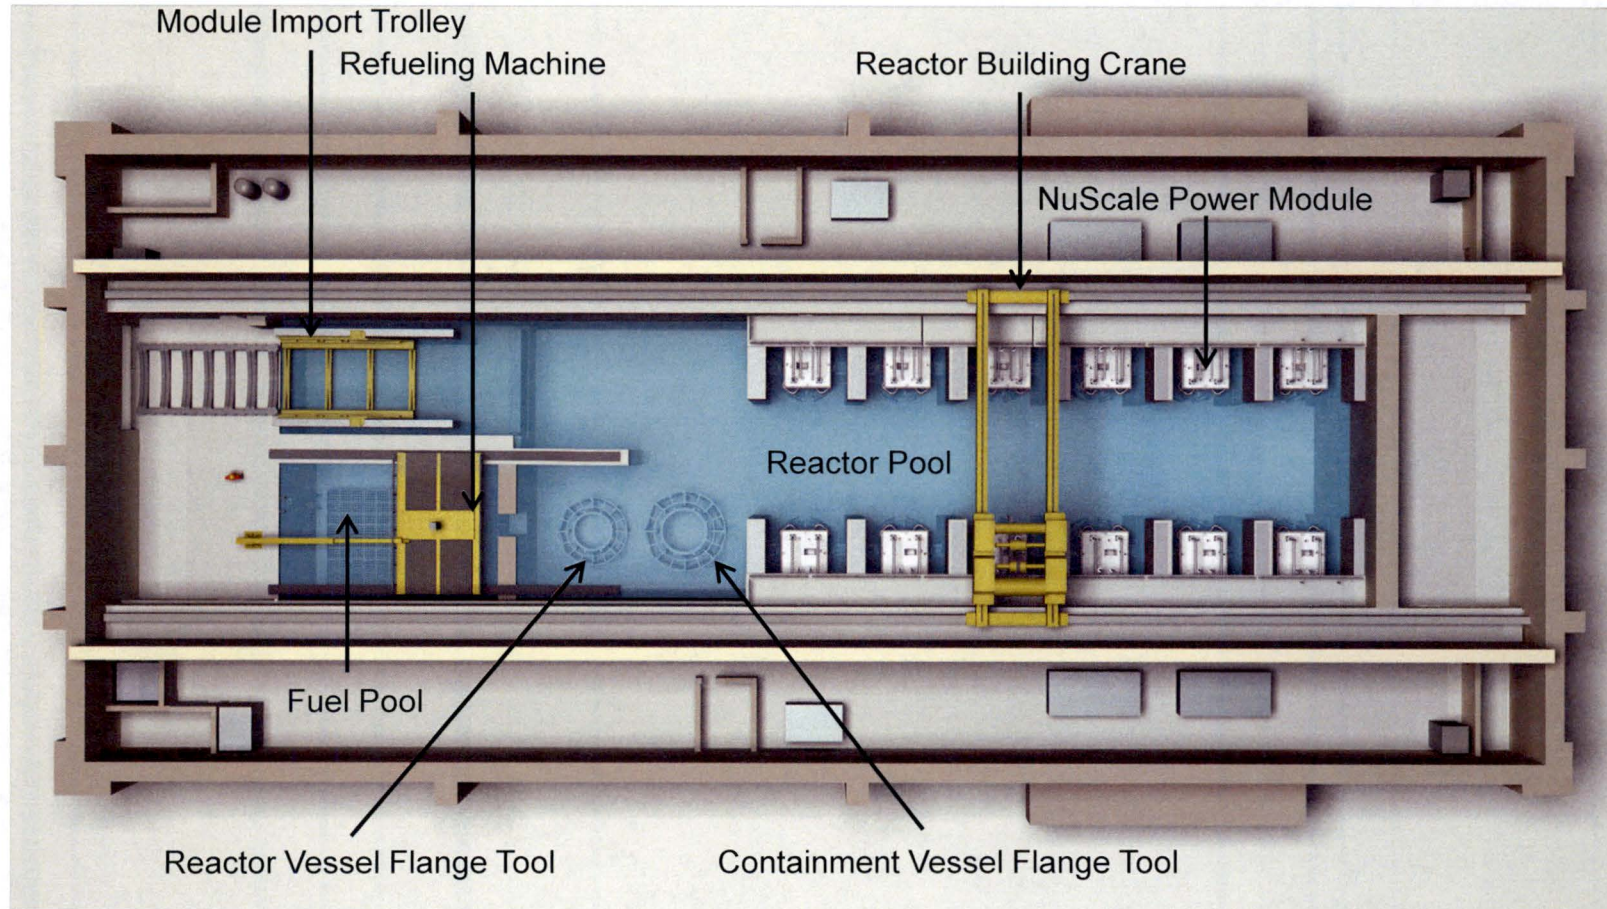 Module Import Trolley
Refueling Machine
Reactor Building Crane
NuScale Power Module
Reactor Pool
Fuel Pool
Reactor Vessel Flange Tool
Containment Vessel Flange Tool